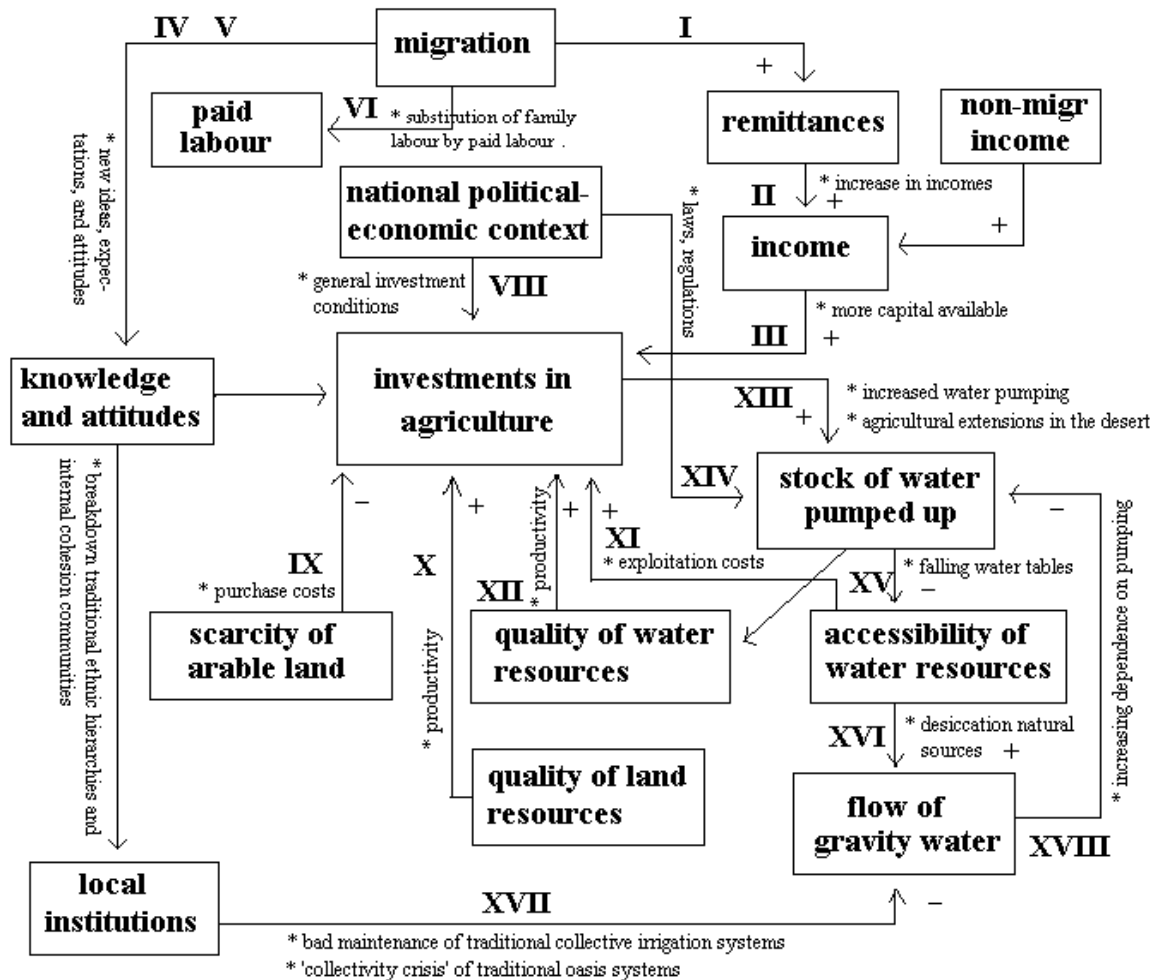 IV V
migration
I
+
paid
labour
VI
* substitution of family
labour by paid labour .
remittances
non-migr
income
* new ideas, expec-
tations, and attitudes
national political-
economic context
* laws, regulations
II
* increase in incomes
+
+
income
* general investment
conditions
VIII
* more capital available
III
+
knowledge
and attitudes
investments in
agriculture
XIII
+
* increased water pumping
* agricultural extensions in the desert
* breakdown traditional ethnic hierarchies and
internal cohesion communities
XIV
stock of water
pumped up
−
* increasing dependence on pumping
−
IX
* purchase costs
+
X
* productivity
+
XII
* productivity
+
XI
* exploitation costs
XV
* falling water tables
−
scarcity of
arable land
quality of water
resources
accessibility of
water resources
XVI
* desiccation natural
sources +
quality of land
resources
flow of
gravity water
XVIII
local
institutions
XVII
−
* bad maintenance of traditional collective irrigation systems
* 'collectivity crisis' of traditional oasis systems